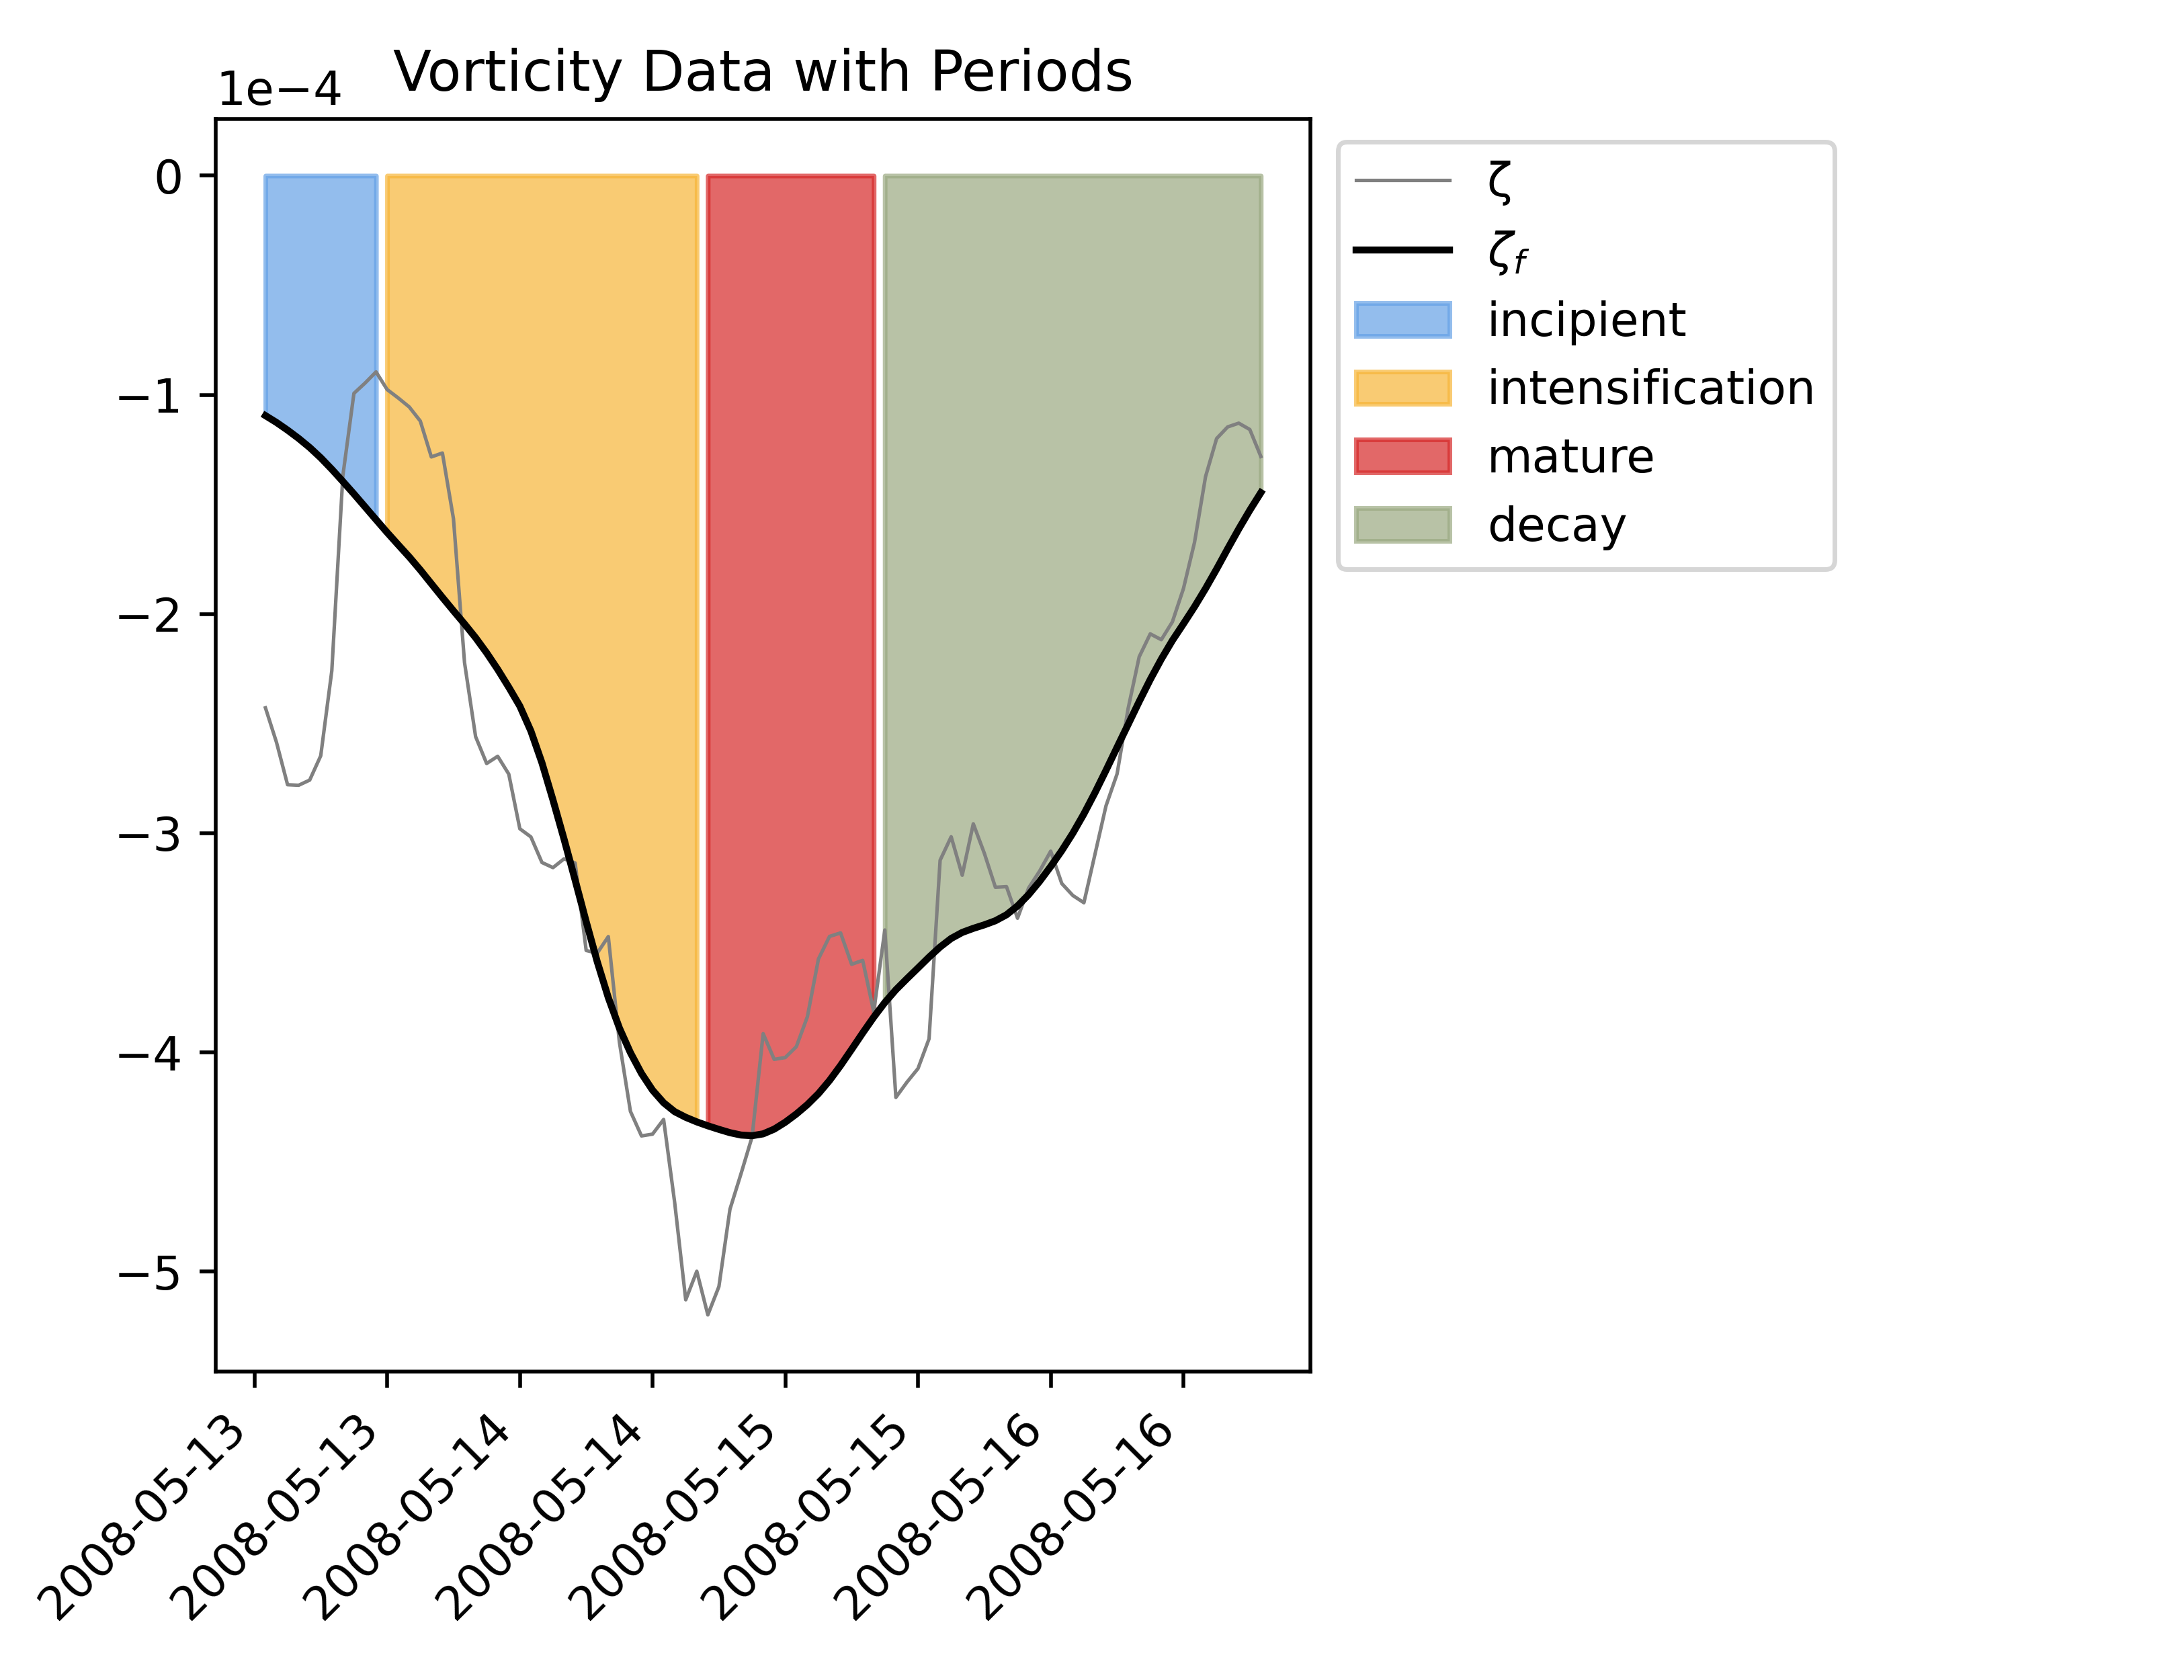 Vorticity Data with Periods
1e−4
0
−1
−2
−3
−4
−5
2008-05-13
2008-05-13
2008-05-14
2008-05-14
2008-05-15
2008-05-15
2008-05-16
2008-05-16
ζ
ζf
incipient
intensification
mature
decay